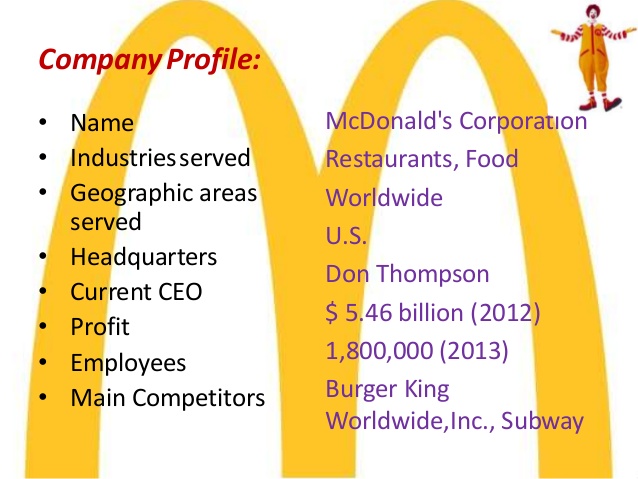 Company Profile:
• Name
• Industries served
• Geographic areas
served
• Headquarters
• Current CEO
• Profit
• Employees
• Main Competitors
McDonald's Corporation
Restaurants, Food
Worldwide
U.S.
Don Thompson
$ 5.46 billion (2012)
1,800,000 (2013)
Burger King
Worldwide,Inc., Subway